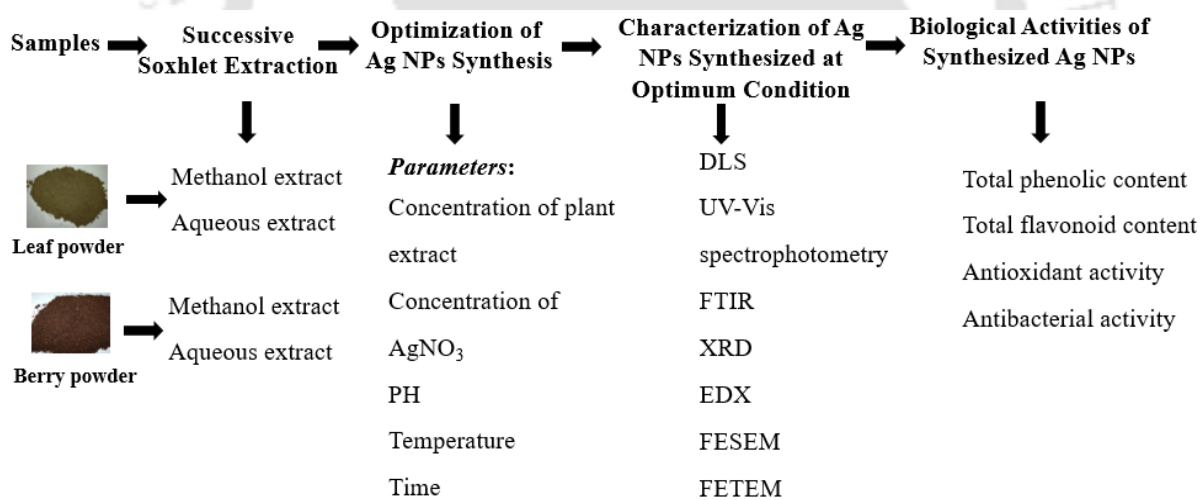 Samples
Successive
Soxhlet Extraction
Optimization of
Ag NPs Synthesis
Characterization of Ag
NPs Synthesized at
Optimum Condition
Biological Activities of
Synthesized Ag NPs
Leaf powder
Methanol extract
Aqueous extract
Berry powder
Methanol extract
Aqueous extract
Parameters:
Concentration of plant
extract
Concentration of
AgNO₃
PH
Temperature
Time
DLS
UV-Vis
spectrophotometry
FTIR
XRD
EDX
FESEM
FETEM
Total phenolic content
Total flavonoid content
Antioxidant activity
Antibacterial activity